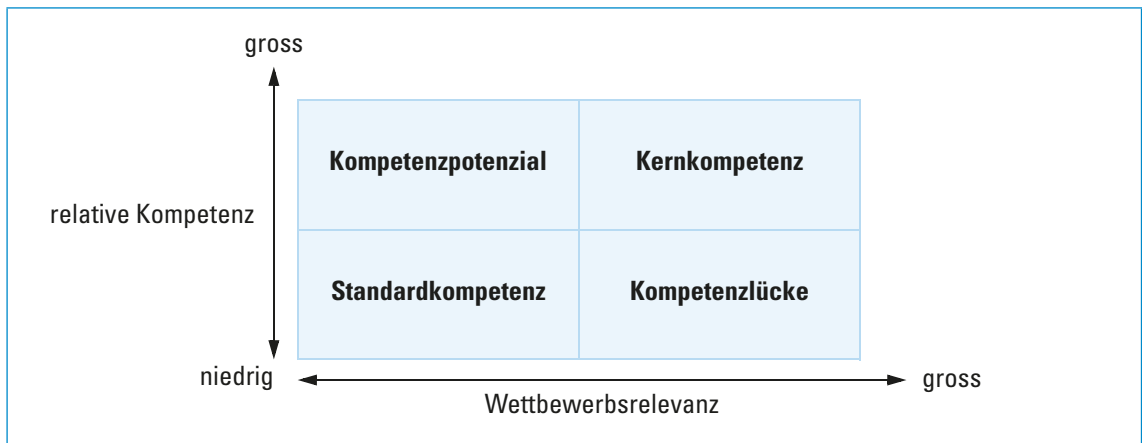 gross
Kompetenzpotenzial Kernkompetenz
relative Kompetenz
Standardkompetenz Kompetenzlücke
niedrig gross
Wettbewerbsrelevanz